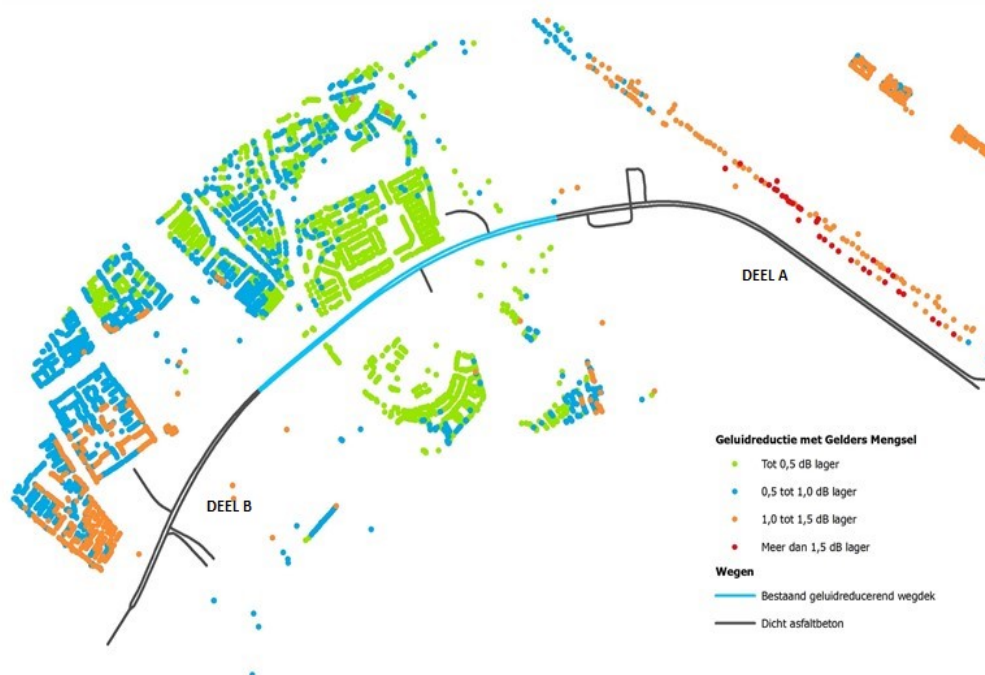 DEEL A
DEEL B
Geluidreductie met Gelders Mengsel
Tot 0,5 dB lager
0,5 tot 1,0 dB lager
1,0 tot 1,5 dB lager
Meer dan 1,5 dB lager
Wegen
Bestaand geluidreducerend wegdek
Dicht asfaltbeton